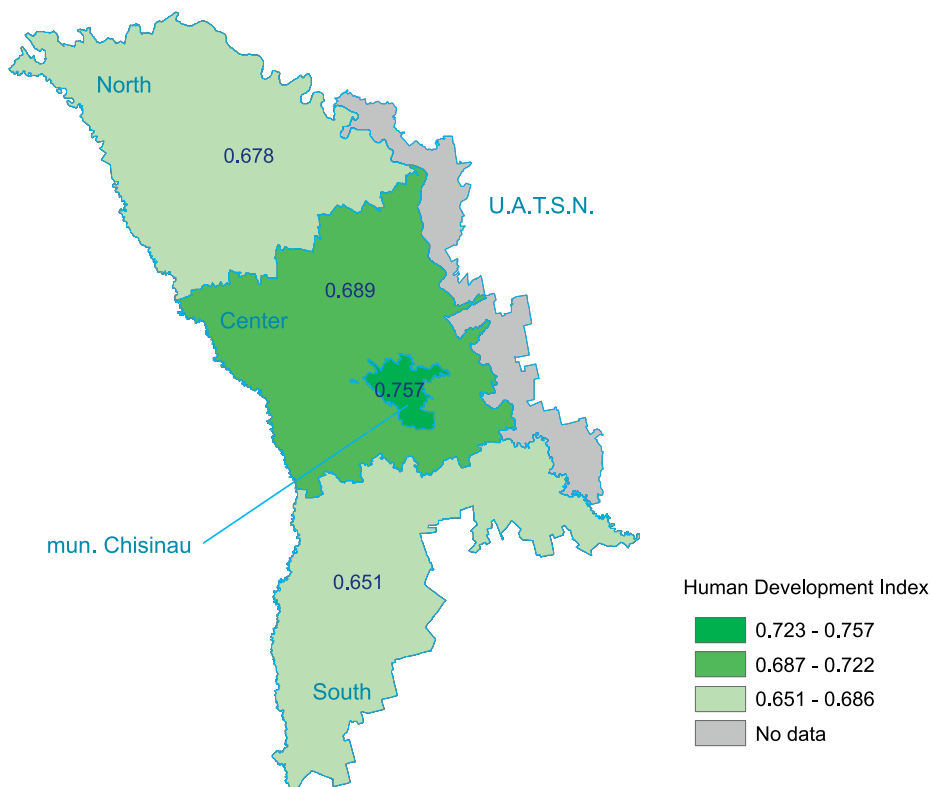 North
0.678
U.A.T.S.N.
0.689
Center
0.757
mun. Chisinau
0.651
South
Human Development Index
0.723 - 0.757
0.687 - 0.722
0.651 - 0.686
No data